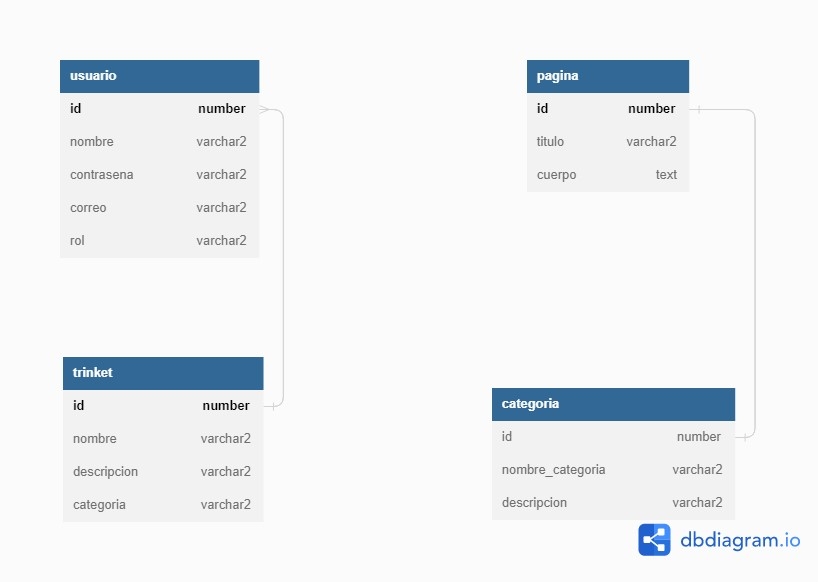 usuario
id number
nombre varchar2
contrasena varchar2
correo varchar2
rol varchar2
pagina
id number
titulo varchar2
cuerpo text
trinket
id number
nombre varchar2
descripcion varchar2
categoria varchar2
categoria
id number
nombre_categoria varchar2
descripcion varchar2
dbdiagram.io